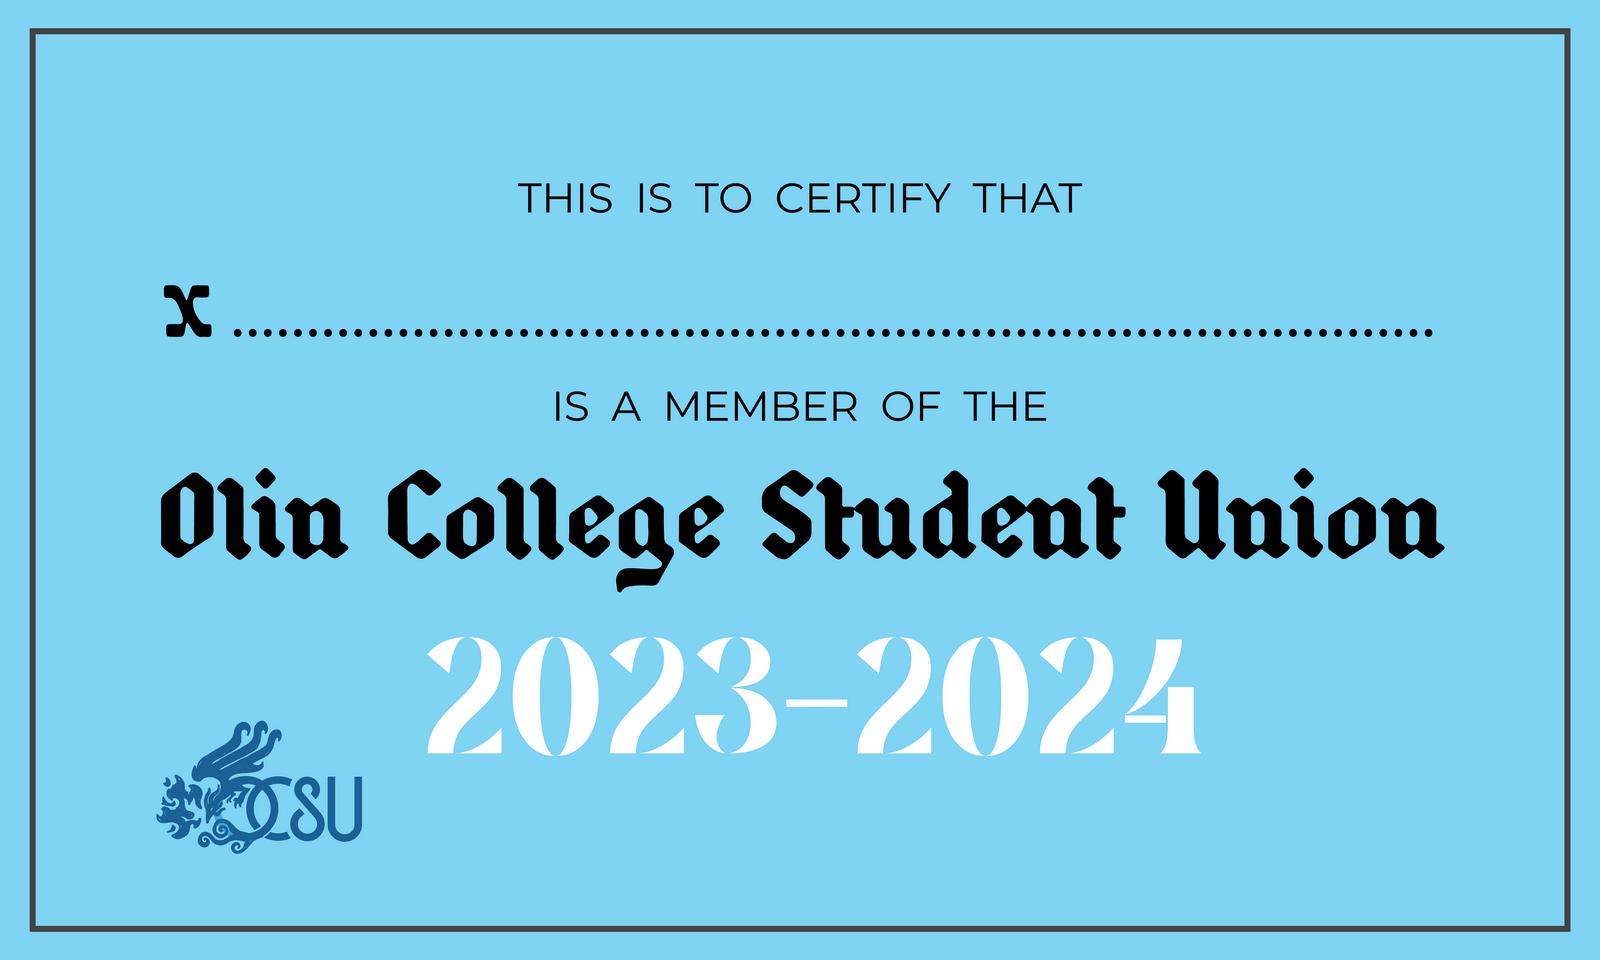 THIS IS TO CERTIFY THAT
x ................................................................................
IS A MEMBER OF THE
Olin College Student Union
2023-2024
OCSU